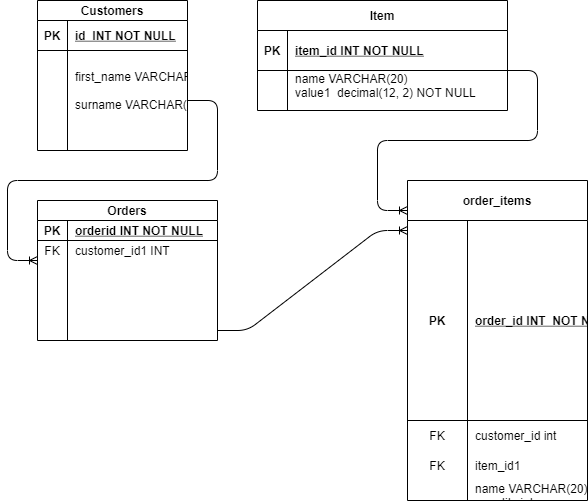 Customers
PK id INT NOT NULL
first_name VARCHAR
surname VARCHAR(
Item
PK item_id INT NOT NULL
name VARCHAR(20)
value1 decimal(12, 2) NOT NULL
Orders
PK orderid INT NOT NULL
FK customer_id1 INT
order_items
PK order_id INT NOT N
FK customer_id int
FK item_id1
name VARCHAR(20)